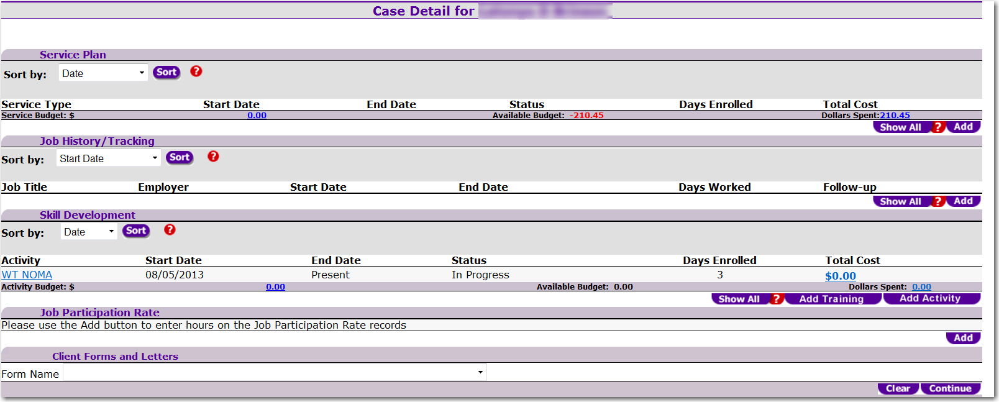 Case Detail for
Service Plan
Sort by: Date Sort ?
Service Type Start Date End Date Status Days Enrolled Total Cost
Service Budget: $ 0.00 Available Budget: -210.45 Dollars Spent:210.45
Show All ? Add
Job History/Tracking
Sort by: Start Date Sort ?
Job Title Employer Start Date End Date Days Worked Follow-up
Show All ? Add
Skill Development
Sort by: Date Sort ?
Activity Start Date End Date Status Days Enrolled Total Cost
WT NOMA 08/05/2013 Present In Progress 3 $0.00
Activity Budget: $ 0.00 Available Budget: 0.00 Dollars Spent: 0.00
Show All ? Add Training Add Activity
Job Participation Rate
Please use the Add button to enter hours on the Job Participation Rate records
Add
Client Forms and Letters
Form Name
Clear Continue